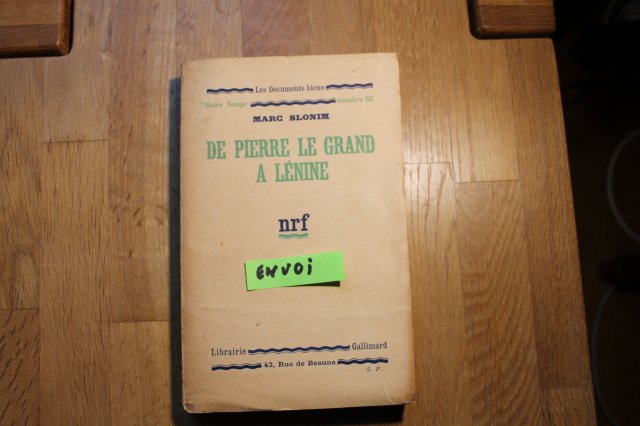 Les Documents bleus
Notre Temps numéro 52
MARC SLONIM
DE PIERRE LE GRAND
A LÉNINE
nrf
ENVOi
Librairie Gallimard
43, Rue de Beaune
S. P.